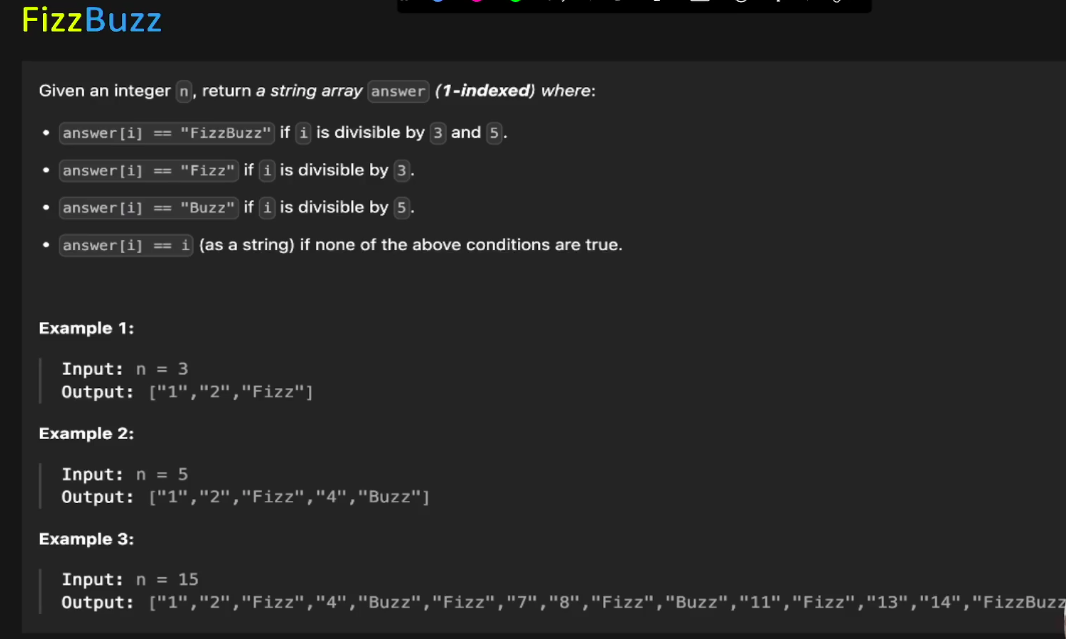 FizzBuzz
Given an integer n, return a string array answer (1-indexed) where:
• answer[i] == "FizzBuzz" if i is divisible by 3 and 5.
• answer[i] == "Fizz" if i is divisible by 3.
• answer[i] == "Buzz" if i is divisible by 5.
• answer[i] == i (as a string) if none of the above conditions are true.
Example 1:
Input: n = 3
Output: ["1","2","Fizz"]
Example 2:
Input: n = 5
Output: ["1","2","Fizz","4","Buzz"]
Example 3:
Input: n = 15
Output: ["1","2","Fizz","4","Buzz","Fizz","7","8","Fizz","Buzz","11","Fizz","13","14","FizzBuzz